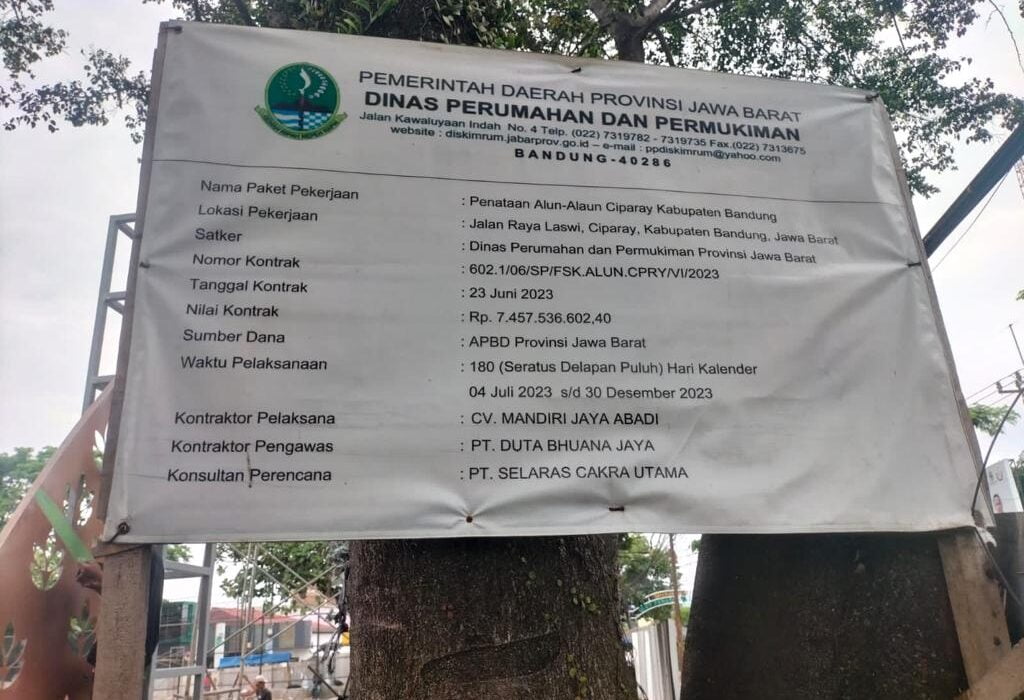 PEMERINTAH DAERAH PROVINSI JAWA BARAT
DINAS PERUMAHAN DAN PERMUKIMAN
Jalan Kawaluyaan Indah No. 4 Telp. (022) 7319782 - 7319735 Fax.(022) 7313675
website : diskimrum.jabarprov.go.id – e-mail : ppdiskimrum@yahoo.com
BANDUNG-40286
Nama Paket Pekerjaan : Penataan Alun-Alaun Ciparay Kabupaten Bandung
Lokasi Pekerjaan : Jalan Raya Laswi, Ciparay, Kabupaten Bandung, Jawa Barat
Satker : Dinas Perumahan dan Permukiman Provinsi Jawa Barat
Nomor Kontrak : 602.1/06/SP/FSK.ALUN.CPRY/VI/2023
Tanggal Kontrak : 23 Juni 2023
Nilai Kontrak : Rp. 7.457.536.602,40
Sumber Dana : APBD Provinsi Jawa Barat
Waktu Pelaksanaan : 180 (Seratus Delapan Puluh) Hari Kalender
04 Juli 2023 s/d 30 Desember 2023
Kontraktor Pelaksana : CV. MANDIRI JAYA ABADI
Kontraktor Pengawas : PT. DUTA BHUANA JAYA
Konsultan Perencana : PT. SELARAS CAKRA UTAMA